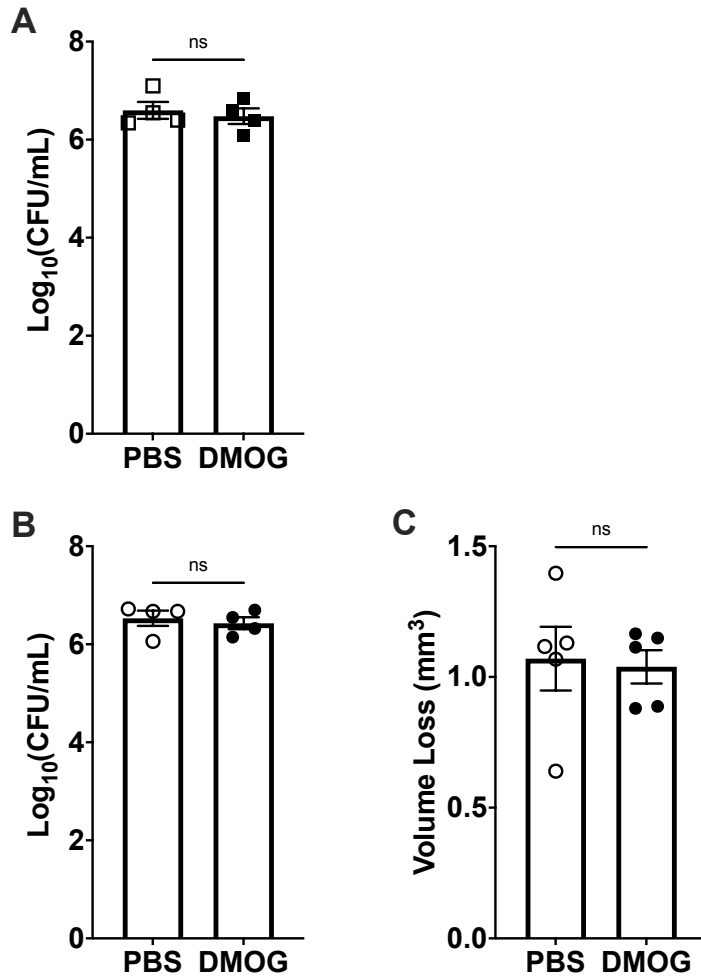 A
8
6
4
2
0
Log10(CFU/mL)
ns
PBS DMOG
B
8
6
4
2
0
Log10(CFU/mL)
ns
PBS DMOG
C
1.5
1.0
0.5
0.0
Volume Loss (mm3)
ns
PBS DMOG